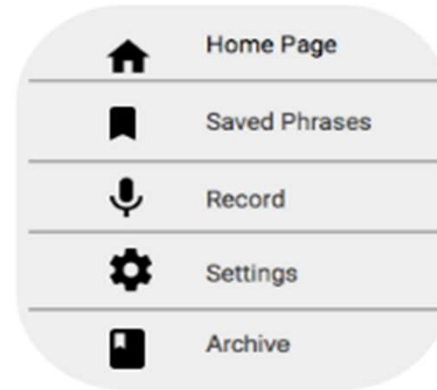 Home Page
Saved Phrases
Record
Settings
Archive